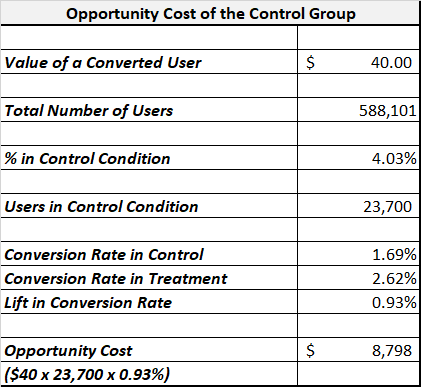 Opportunity Cost of the Control Group
Value of a Converted User $ 40.00
Total Number of Users 588,101
% in Control Condition 4.03%
Users in Control Condition 23,700
Conversion Rate in Control 1.69%
Conversion Rate in Treatment 2.62%
Lift in Conversion Rate 0.93%
Opportunity Cost $ 8,798
($40 x 23,700 x 0.93%)